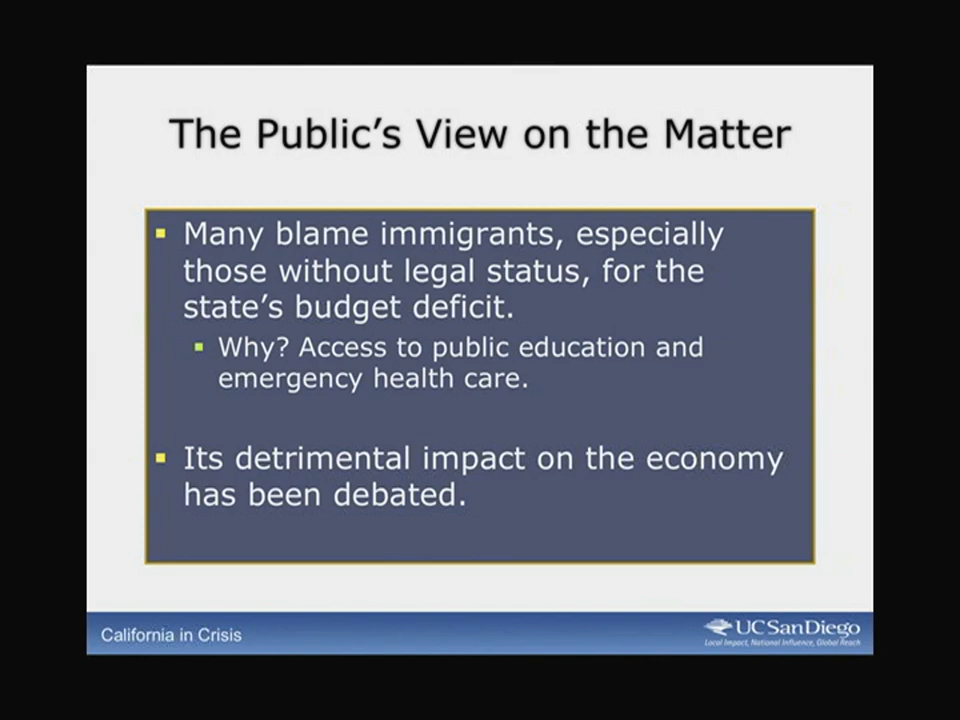 The Public's View on the Matter
Many blame immigrants, especially
those without legal status, for the
state's budget deficit.
Why? Access to public education and
emergency health care.
Its detrimental impact on the economy
has been debated.
California in Crisis
UC San Diego
Local Impact, National Influence, Global Reach